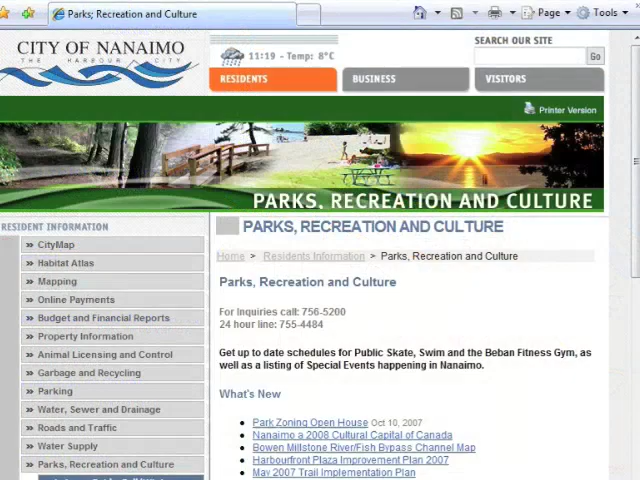 Parks; Recreation and Culture
Page
Tools
CITY OF NANAIMO
THE HARBOUR CITY
11:19 - Temp: 8°C
SEARCH OUR SITE
Go
RESIDENTS
BUSINESS
VISITORS
Printer Version
PARKS, RECREATION AND CULTURE
RESIDENT INFORMATION
» CityMap
» Habitat Atlas
» Mapping
» Online Payments
» Budget and Financial Reports
» Property Information
» Animal Licensing and Control
» Garbage and Recycling
» Parking
» Water, Sewer and Drainage
» Roads and Traffic
» Water Supply
» Parks, Recreation and Culture
PARKS, RECREATION AND CULTURE
Home > Residents Information > Parks, Recreation and Culture
Parks, Recreation and Culture
For Inquiries call: 756-5200
24 hour line: 755-4484
Get up to date schedules for Public Skate, Swim and the Beban Fitness Gym, as
well as a listing of Special Events happening in Nanaimo.
What's New
• Park Zoning Open House Oct 10, 2007
• Nanaimo a 2008 Cultural Capital of Canada
• Bowen Millstone River/Fish Bypass Channel Map
• Harbourfront Plaza Improvement Plan 2007
• May 2007 Trail Implementation Plan